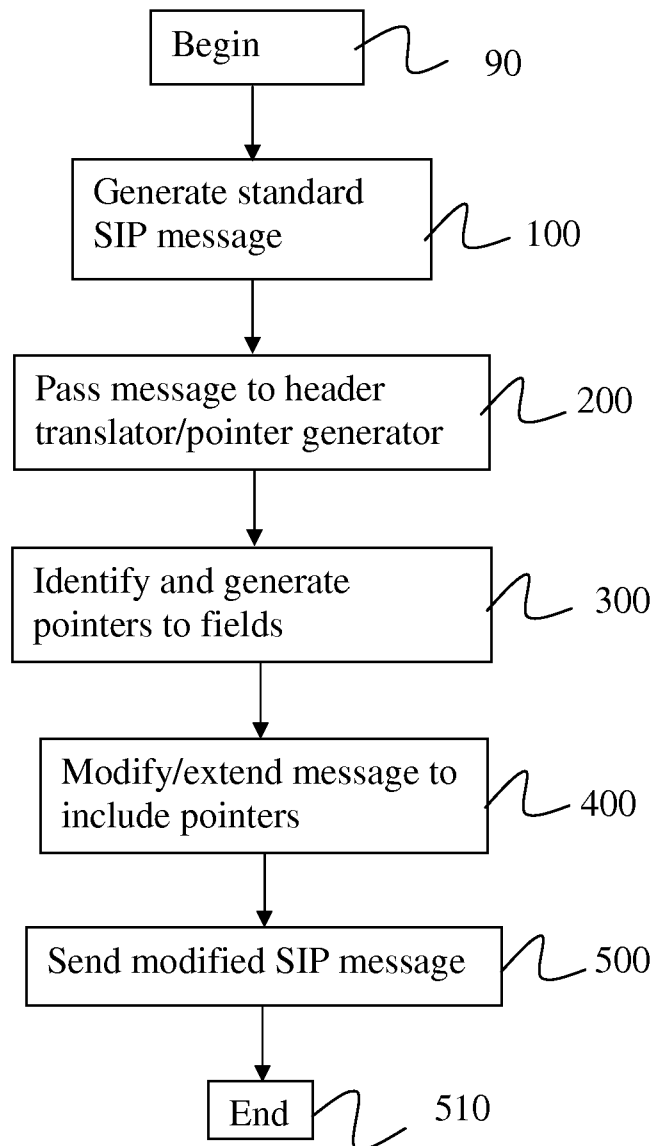 Begin
90
Generate standard
SIP message
100
Pass message to header
translator/pointer generator
200
Identify and generate
pointers to fields
300
Modify/extend message to
include pointers
400
Send modified SIP message
500
End
510